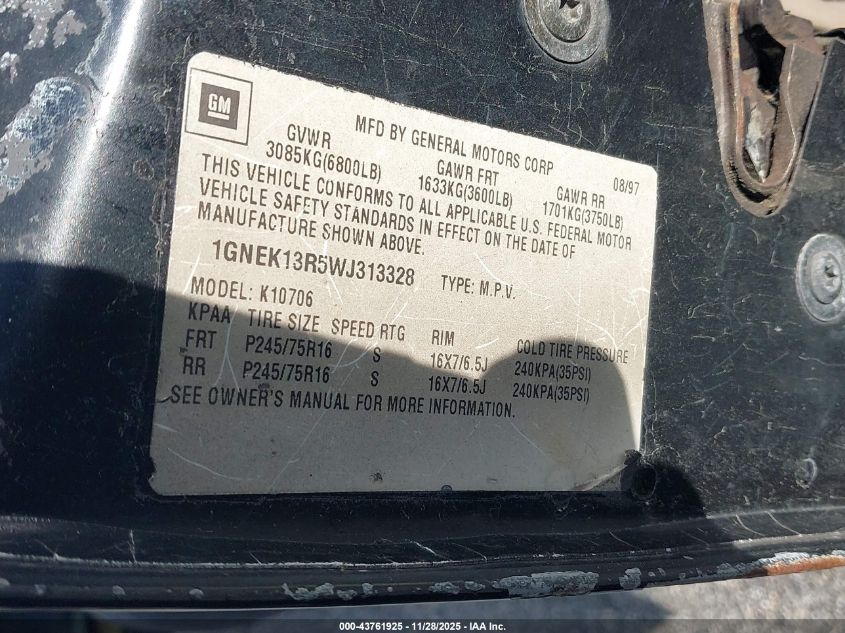 GM
MFD BY GENERAL MOTORS CORP 08/97
GVWR GAWR FRT GAWR RR
3085KG(6800LB) 1633KG(3600LB) 1701KG(3750LB)
THIS VEHICLE CONFORMS TO ALL APPLICABLE U.S. FEDERAL MOTOR
VEHICLE SAFETY STANDARDS IN EFFECT ON THE DATE OF
MANUFACTURE SHOWN ABOVE.
1GNEK13R5WJ313328 TYPE: M.P.V.
MODEL: K10706
KPAA TIRE SIZE SPEED RTG RIM COLD TIRE PRESSURE
FRT P245/75R16 S 16X7/6.5J 240KPA(35PSI)
RR P245/75R16 S 16X7/6.5J 240KPA(35PSI)
SEE OWNER'S MANUAL FOR MORE INFORMATION.
000-43761925 - 11/28/2025 - IAA Inc.